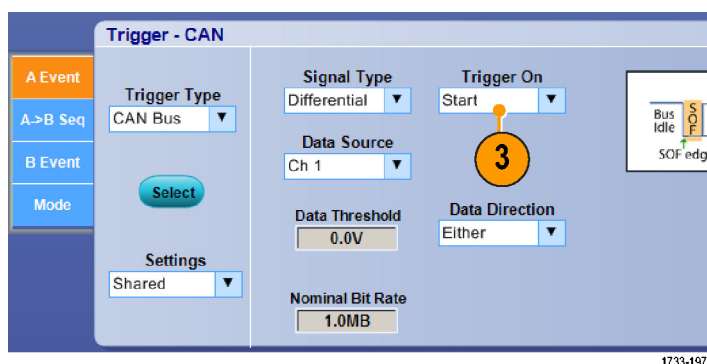 Trigger - CAN
A Event
A->B Seq
B Event
Mode
Trigger Type
CAN Bus
Select
Settings
Shared
Signal Type
Differential
Data Source
Ch 1
Data Threshold
0.0V
Nominal Bit Rate
1.0MB
Trigger On
Start
3
Data Direction
Either
Bus
Idle
SOF
SOF edg
1733-197